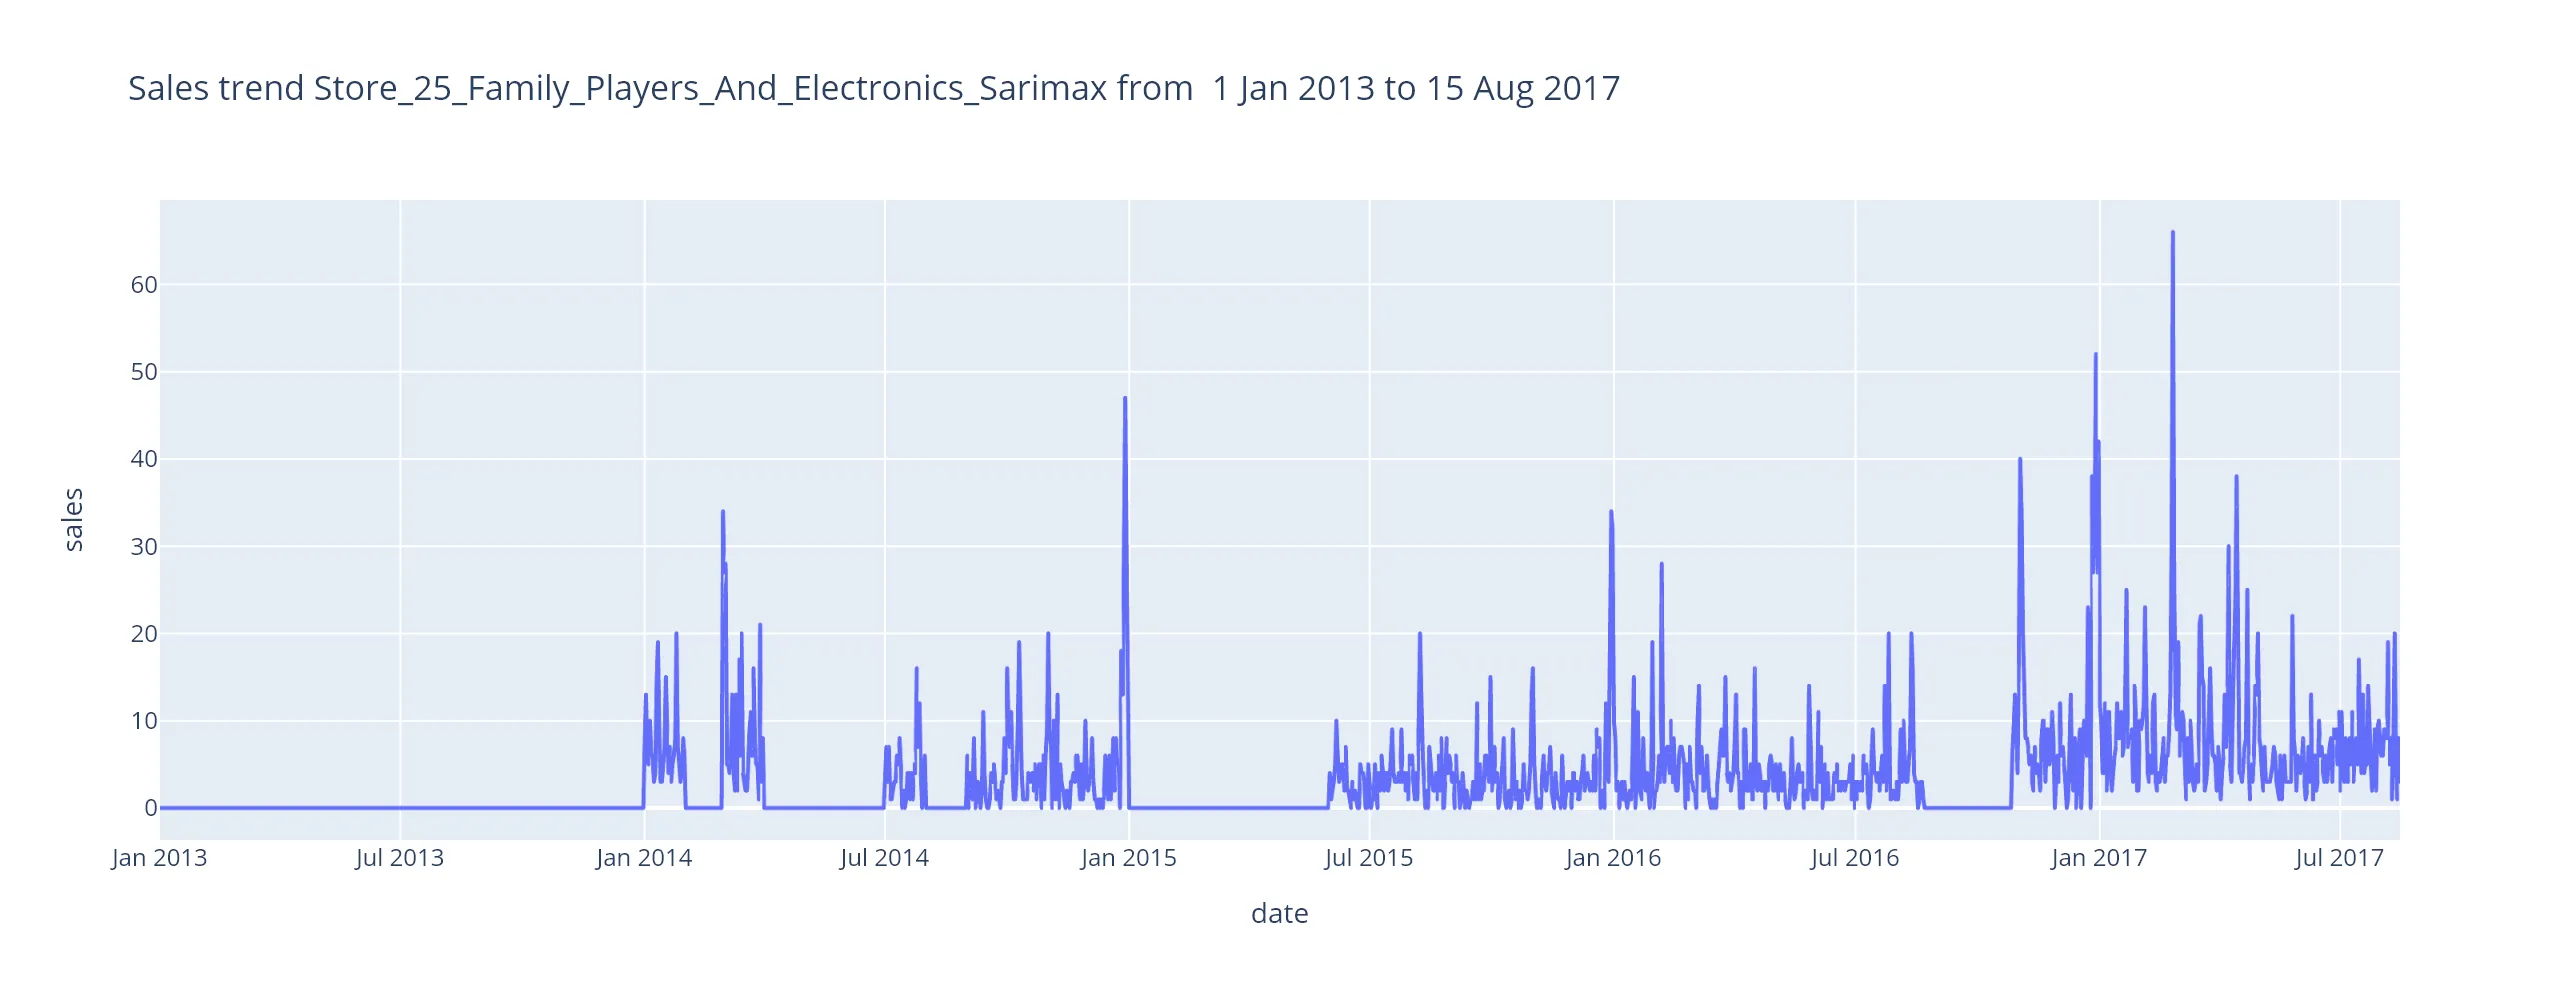 Sales trend Store_25_Family_Players_And_Electronics_Sarimax from  1 Jan 2013 to 15 Aug 2017
60
50
40
30
20
10
0
sales
Jan 2013 Jul 2013 Jan 2014 Jul 2014 Jan 2015 Jul 2015 Jan 2016 Jul 2016 Jan 2017 Jul 2017
date